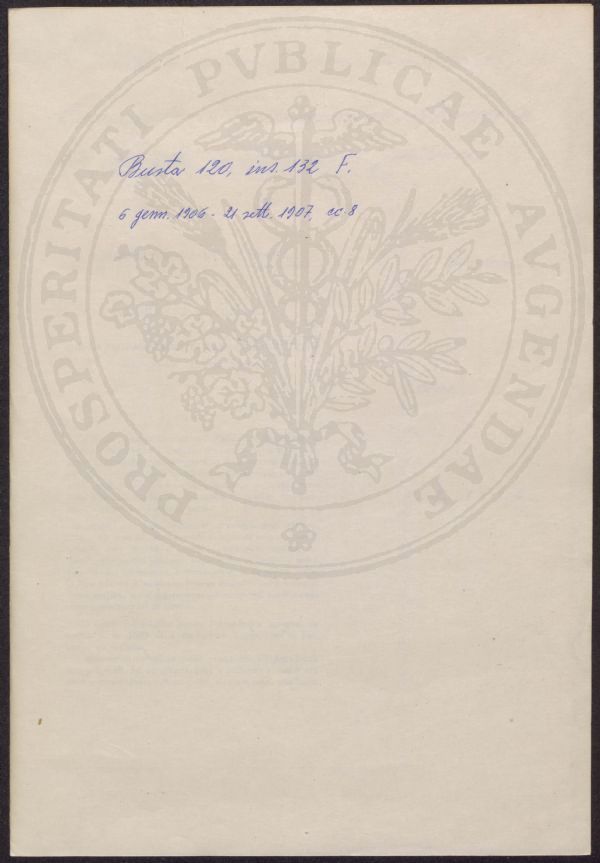 PROSPERITATI PVBLICAE AVGENDAE
Busta 120, ins. 132 F.
6 genn. 1906 - 21 sett. 1907, cc 8